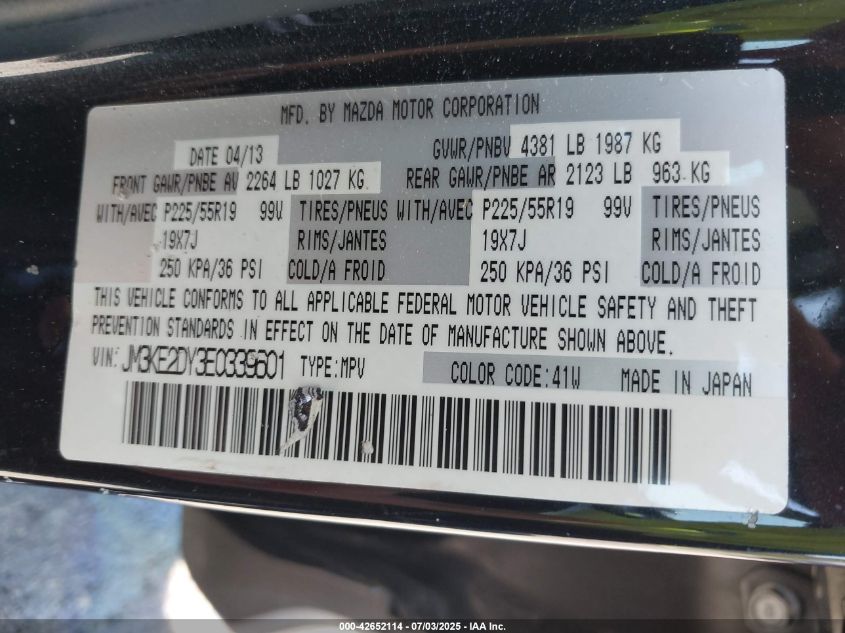 MFD. BY MAZDA MOTOR CORPORATION
DATE 04/13 GVWR/PNBV 4381 LB 1987 KG
FRONT GAWR/PNBE AV 2264 LB 1027 KG REAR GAWR/PNBE AR 2123 LB 963 KG
WITH/AVEC P225/55R19 99V TIRES/PNEUS WITH/AVEC P225/55R19 99V TIRES/PNEUS
19X7J RIMS/JANTES 19X7J RIMS/JANTES
250 KPA/36 PSI COLD/A FROID 250 KPA/36 PSI COLD/A FROID
THIS VEHICLE CONFORMS TO ALL APPLICABLE FEDERAL MOTOR VEHICLE SAFETY AND THEFT
PREVENTION STANDARDS IN EFFECT ON THE DATE OF MANUFACTURE SHOWN ABOVE.
VIN: JM3KE2DY3E0339601 TYPE:MPV COLOR CODE:41W MADE IN JAPAN
000-42652114 - 07/03/2025 - IAA Inc.